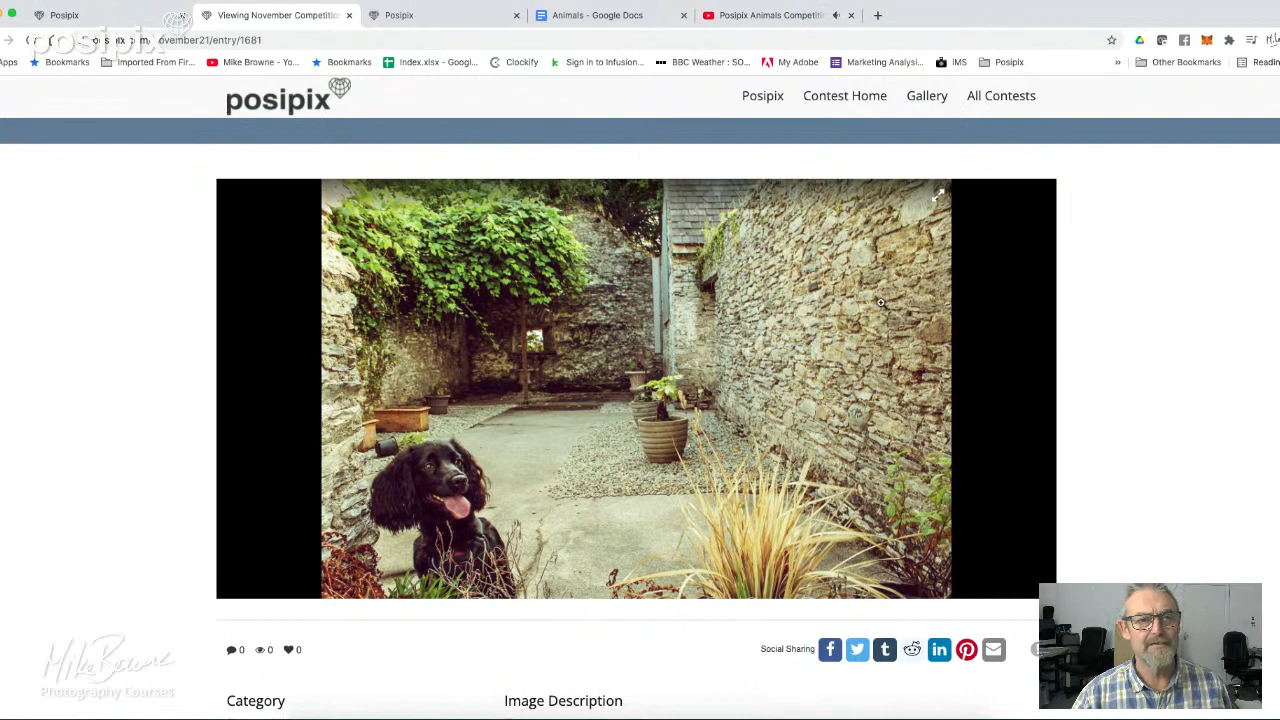 Posipix
Viewing November Competitio
Posipix
Animals - Google Docs
Posipix Animals Competiti
posipix
november21/entry/1681
Apps
Bookmarks
Imported From Fir...
Mike Browne - Yo...
Bookmarks
Index.xlsx - Googl...
Clockify
Sign in to Infusion...
BBC Weather : SO...
My Adobe
Marketing Analysi...
iMS
Posipix
»
Other Bookmarks
Readin
posipix
Posipix
Contest Home
Gallery
All Contests
0
0
0
Social Sharing
Mike Browne
Photography Courses
Category
Image Description